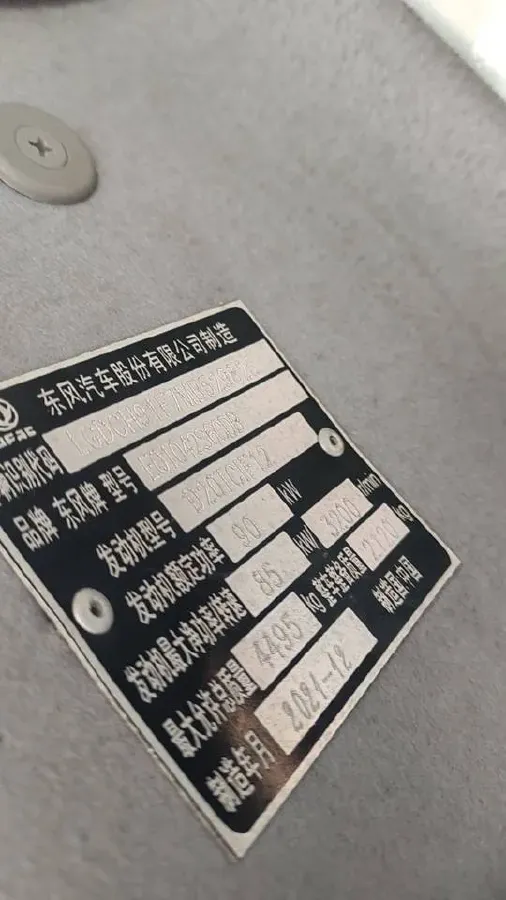 东风汽车股份有限公司制造
识别代码
品牌 东风牌 型号
发动机型号 D20TCIF12
发动机额定功率 90 kW
发动机最大净功率/转速 85 kW/ 3200 r/min
最大允许总质量 4495 kg 整车整备质量 2220 kg
制造年月 2021-12 制造国 中国